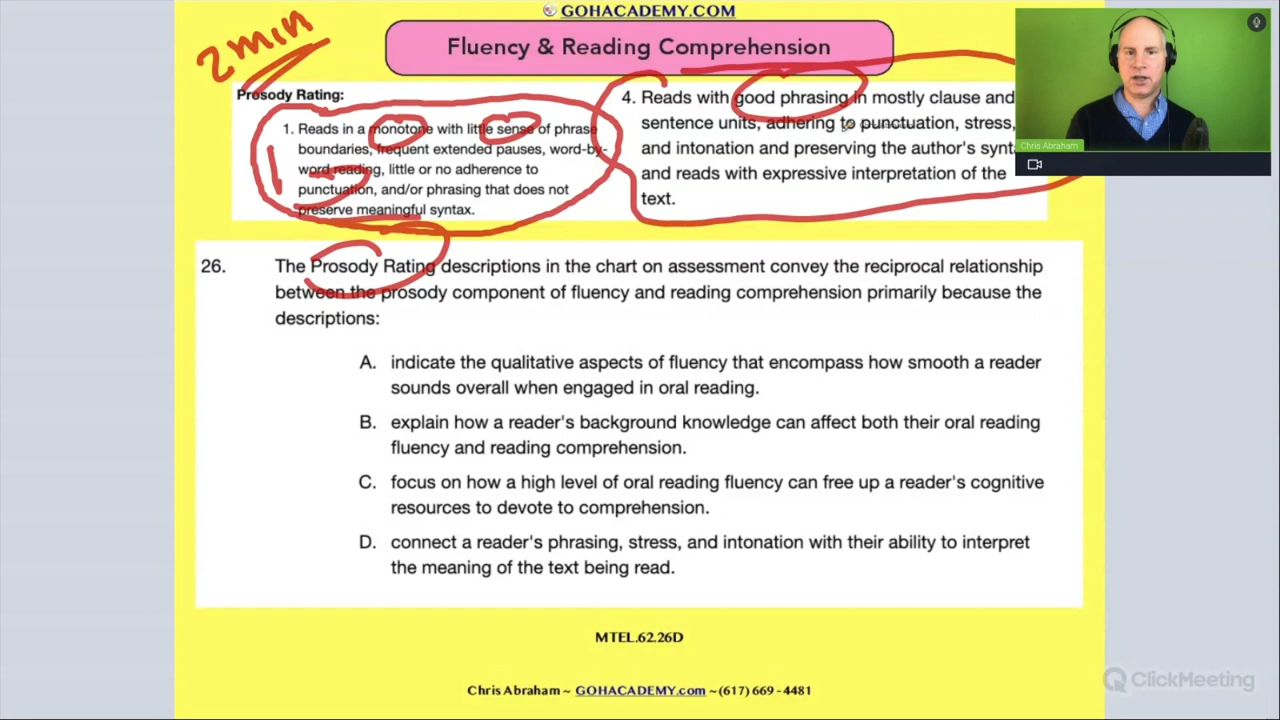 GOHACADEMY.COM
2 min
Fluency & Reading Comprehension
Prosody Rating:
1. Reads in a monotone with little sense of phrase
boundaries, frequent extended pauses, word-by-
word reading, little or no adherence to
punctuation, and/or phrasing that does not
preserve meaningful syntax.
4. Reads with good phrasing in mostly clause and
sentence units, adhering to punctuation, stress,
and intonation and preserving the author's
and reads with expressive interpretation of the
text.
Chris Abraham
26. The Prosody Rating descriptions in the chart on assessment convey the reciprocal relationship
between the prosody component of fluency and reading comprehension primarily because the
descriptions:
A. indicate the qualitative aspects of fluency that encompass how smooth a reader
sounds overall when engaged in oral reading.
B. explain how a reader's background knowledge can affect both their oral reading
fluency and reading comprehension.
C. focus on how a high level of oral reading fluency can free up a reader's cognitive
resources to devote to comprehension.
D. connect a reader's phrasing, stress, and intonation with their ability to interpret
the meaning of the text being read.
MTEL.62.26D
Chris Abraham ~ GOHACADEMY.com ~(617) 669 - 4481
ClickMeeting